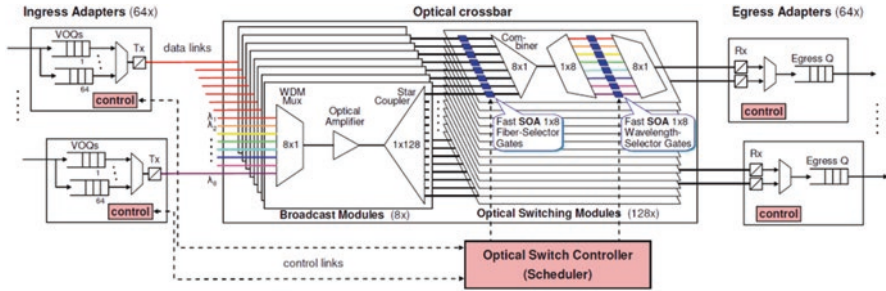 Ingress Adapters (64x)
Optical crossbar
Egress Adapters (64x)
VOQs
1
64
Tx
control
data links
WDM
Mux
8x1
Optical
Amplifier
Star
Coupler
1x128
λ1
λ2
λ8
Com-
biner
8x1
1x8
8x1
Fast SOA 1x8
Fiber-Selector
Gates
Fast SOA 1x8
Wavelength-
Selector Gates
Rx
Egress Q
control
VOQs
1
64
Tx
control
Rx
Egress Q
control
Broadcast Modules (8x)
Optical Switching Modules (128x)
control links
Optical Switch Controller
(Scheduler)